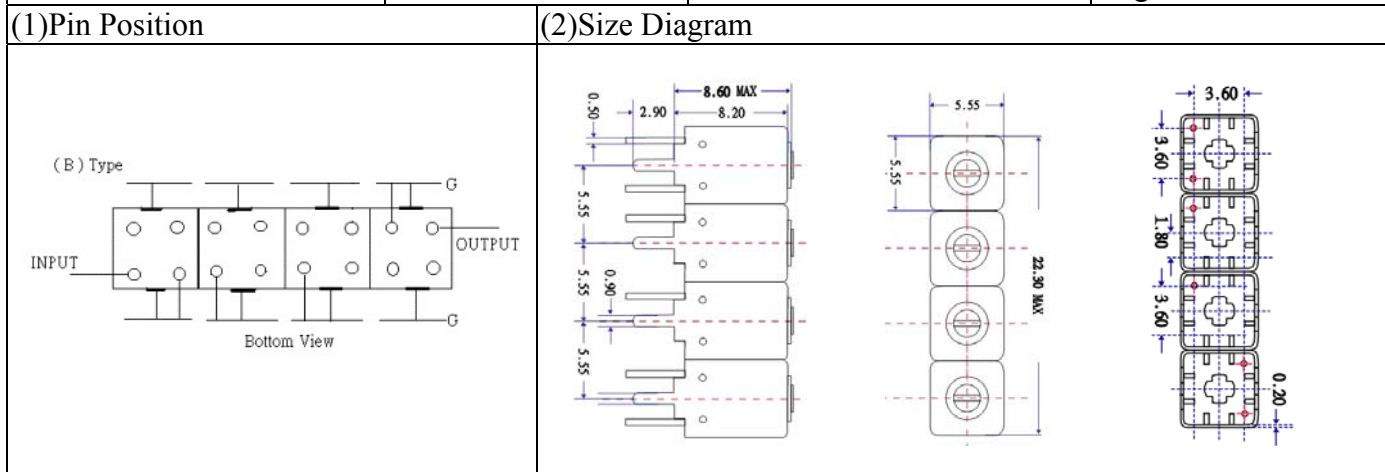 (1)Pin Position
(2)Size Diagram
(B) Type
G
INPUT
OUTPUT
G
Bottom View
8.60 MAX
2.90
8.20
0.50
5.55
5.55
0.90
5.55
5.55
5.55
22.30 MAX
3.60
3.60
1.80
3.60
0.20